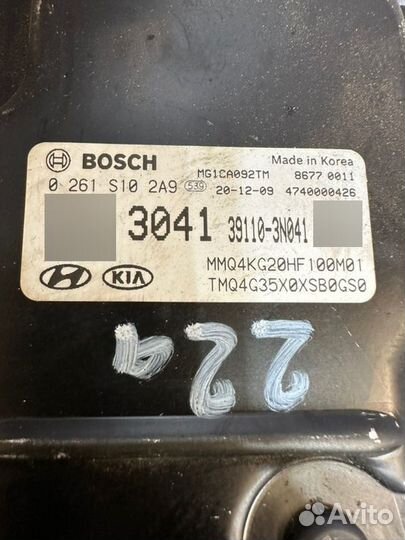 BOSCH
MG1CA092TM
Made in Korea
8677 0011
0 261 S10 2A9 539 20-12-09 4740000426
3041 39110-3N041
MMQ4KG20HF100M01
KIA TMQ4G35X0XSB0GS0
Avito